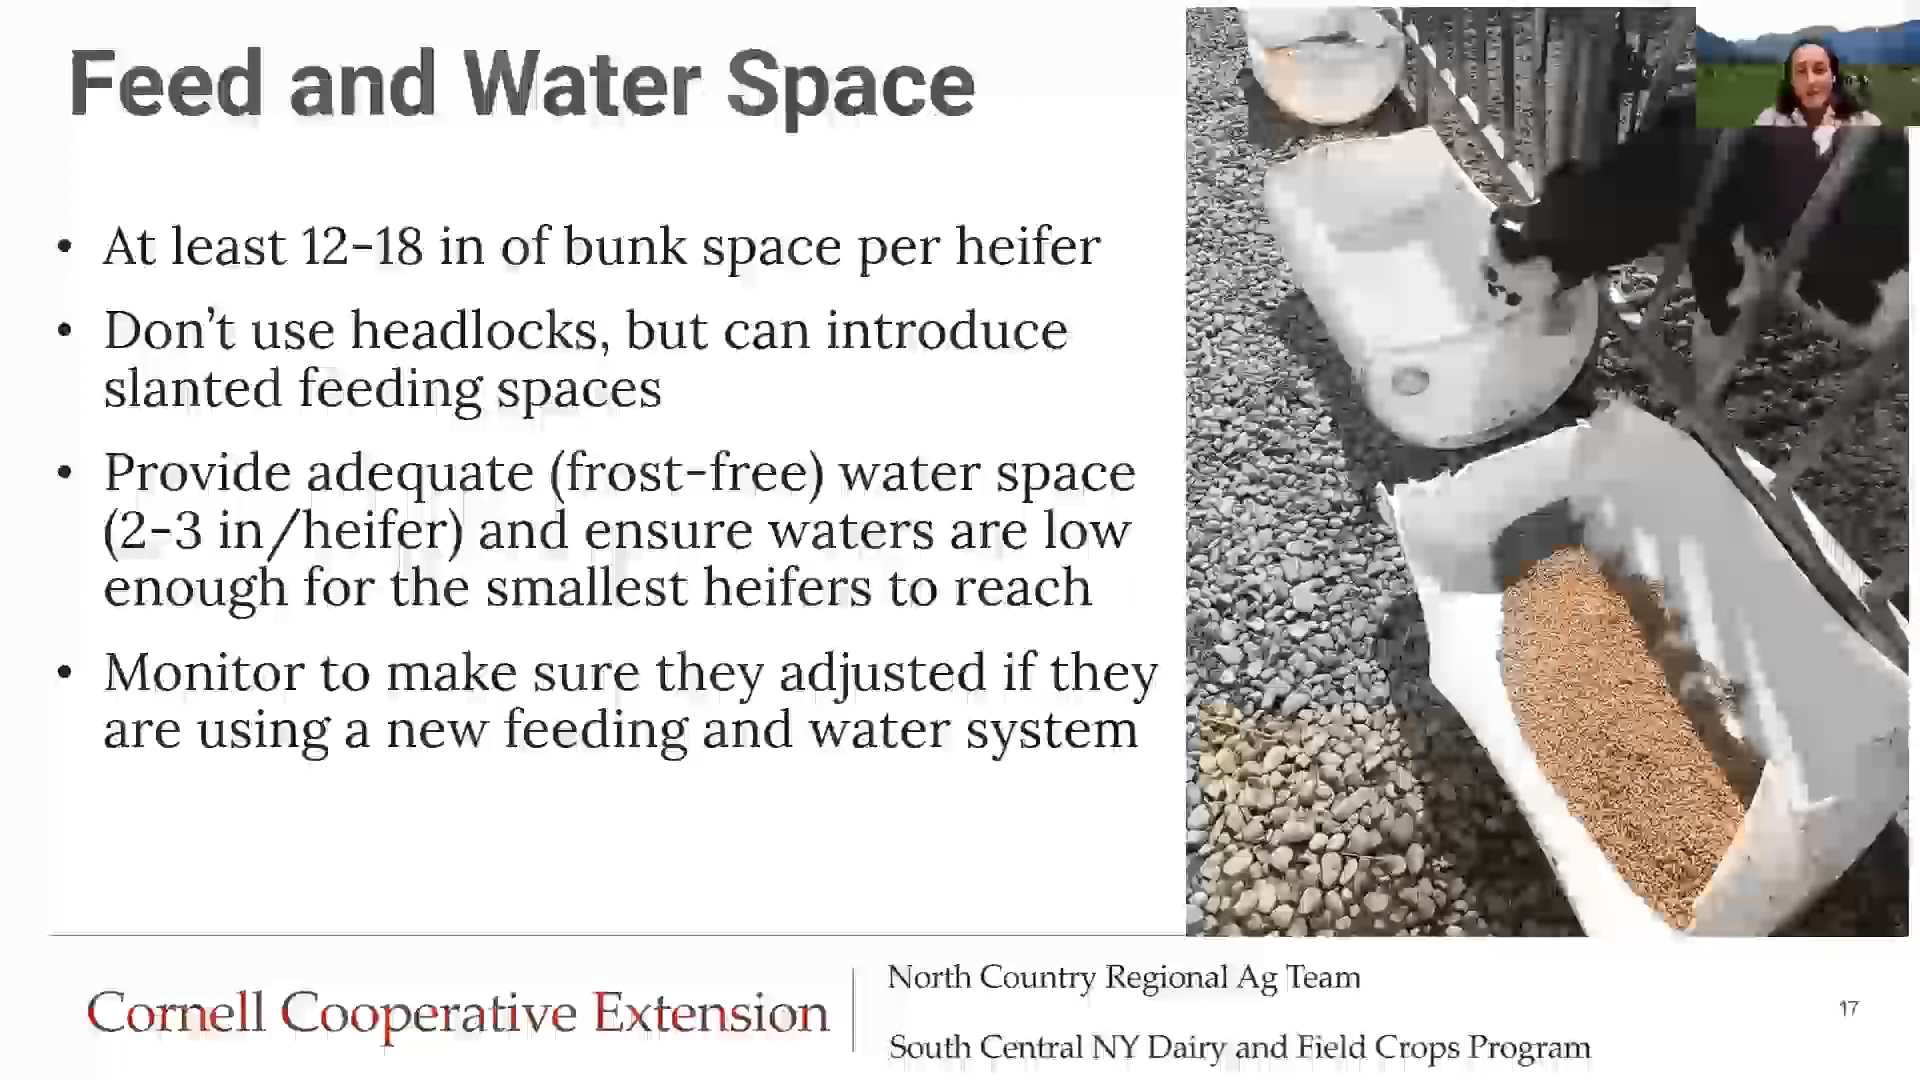 Feed and Water Space
• At least 12-18 in of bunk space per heifer
• Don't use headlocks, but can introduce
slanted feeding spaces
• Provide adequate (frost-free) water space
(2-3 in/heifer) and ensure waters are low
enough for the smallest heifers to reach
• Monitor to make sure they adjusted if they
are using a new feeding and water system
Cornell Cooperative Extension
North Country Regional Ag Team
South Central NY Dairy and Field Crops Program
17